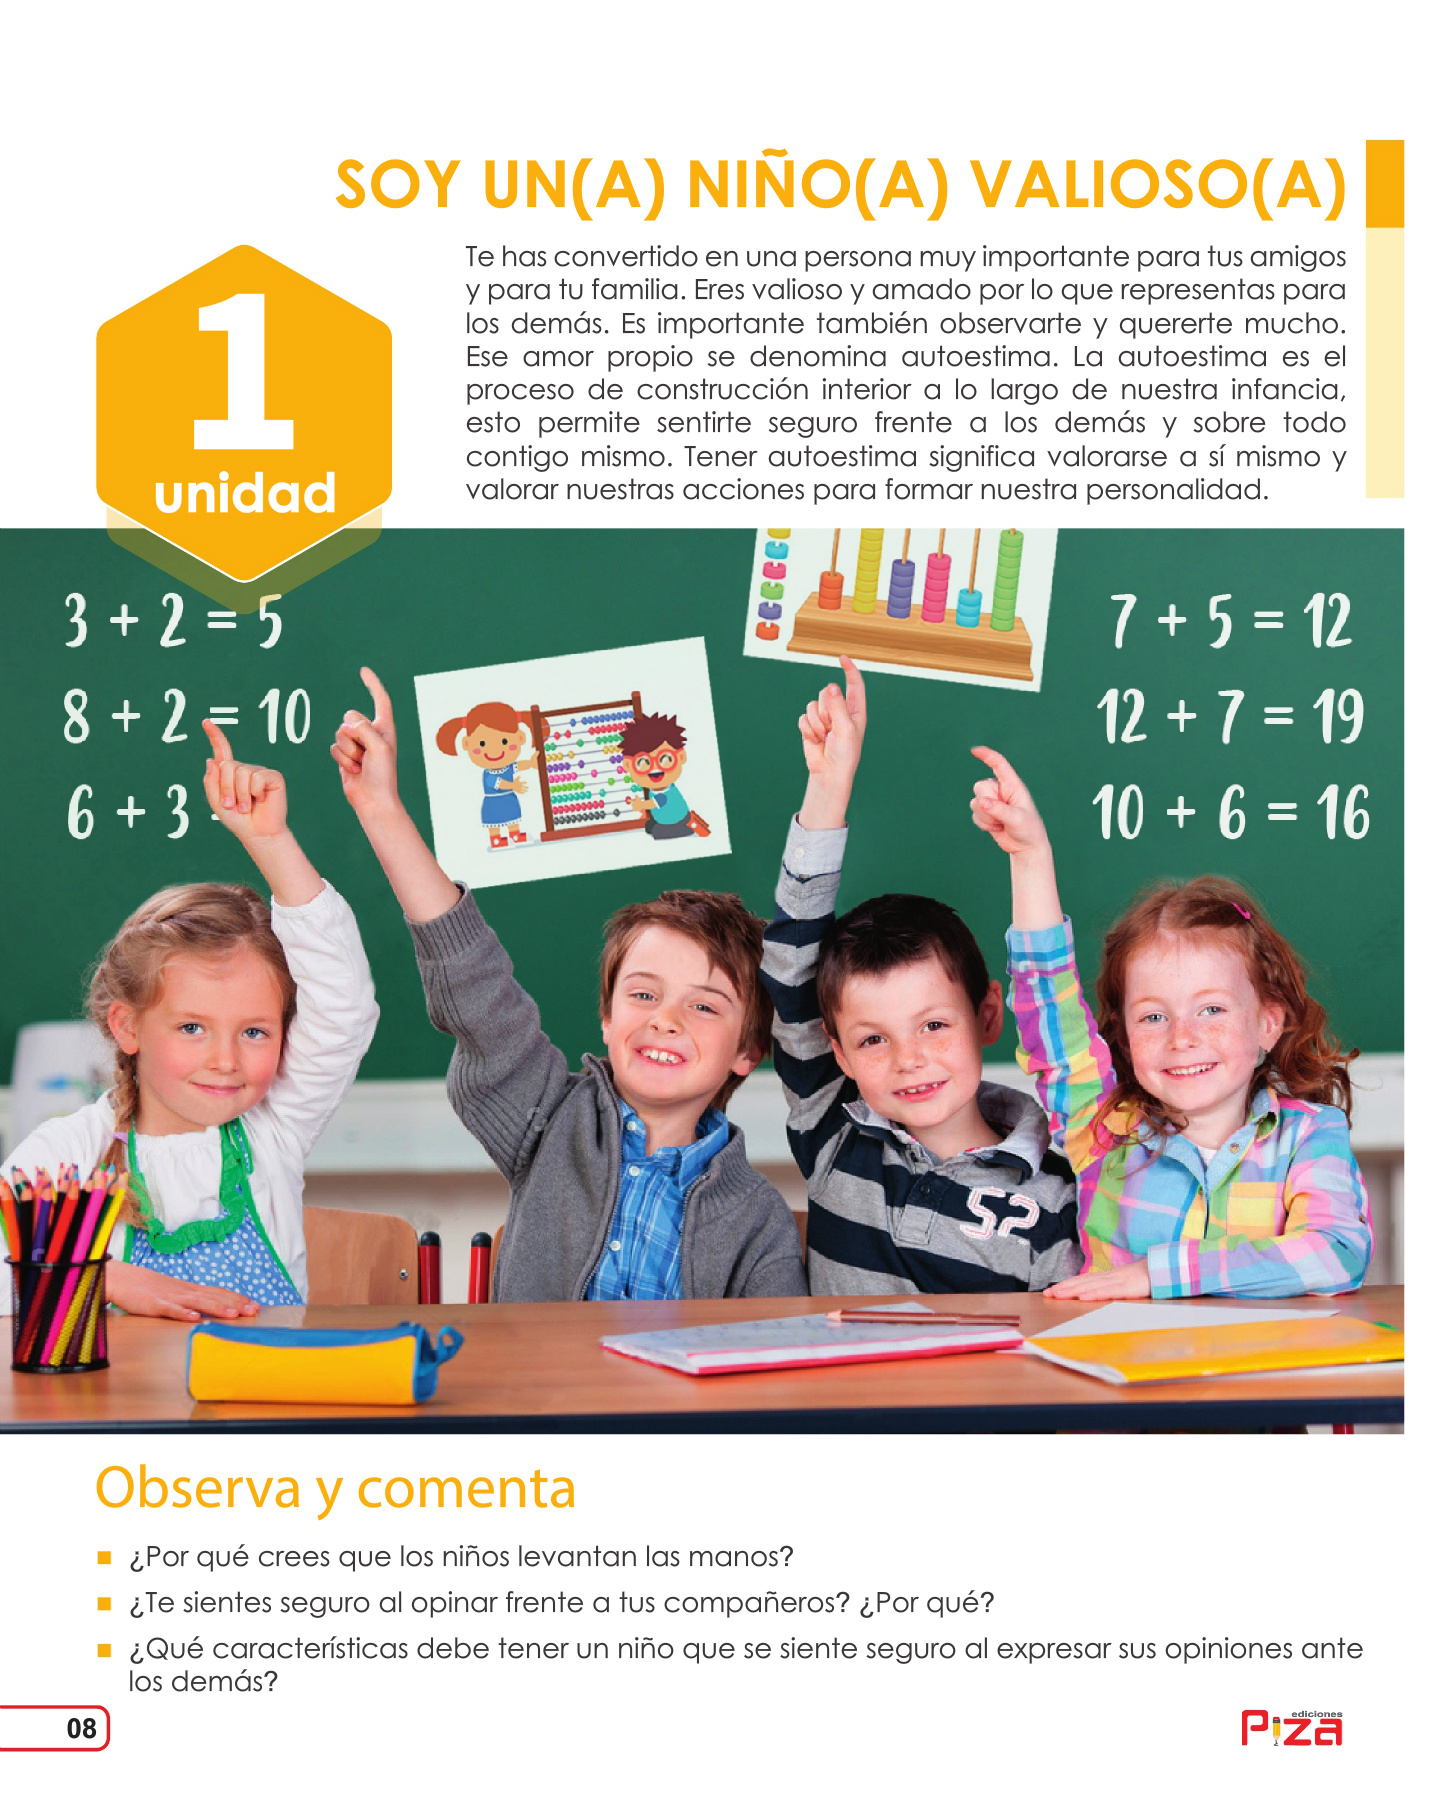 SOY UN(A) NIÑO(A) VALIOSO(A)
1
unidad
Te has convertido en una persona muy importante para tus amigos
y para tu familia. Eres valioso y amado por lo que representas para
los demás. Es importante también observarte y quererte mucho.
Ese amor propio se denomina autoestima. La autoestima es el
proceso de construcción interior a lo largo de nuestra infancia,
esto permite sentirte seguro frente a los demás y sobre todo
contigo mismo. Tener autoestima significa valorarse a sí mismo y
valorar nuestras acciones para formar nuestra personalidad.
3 + 2 = 5
8 + 2 = 10
6 + 3
7 + 5 = 12
12 + 7 = 19
10 + 6 = 16
52
Observa y comenta
¿Por qué crees que los niños levantan las manos?
¿Te sientes seguro al opinar frente a tus compañeros? ¿Por qué?
¿Qué características debe tener un niño que se siente seguro al expresar sus opiniones ante
los demás?
08
ediciones
Piza